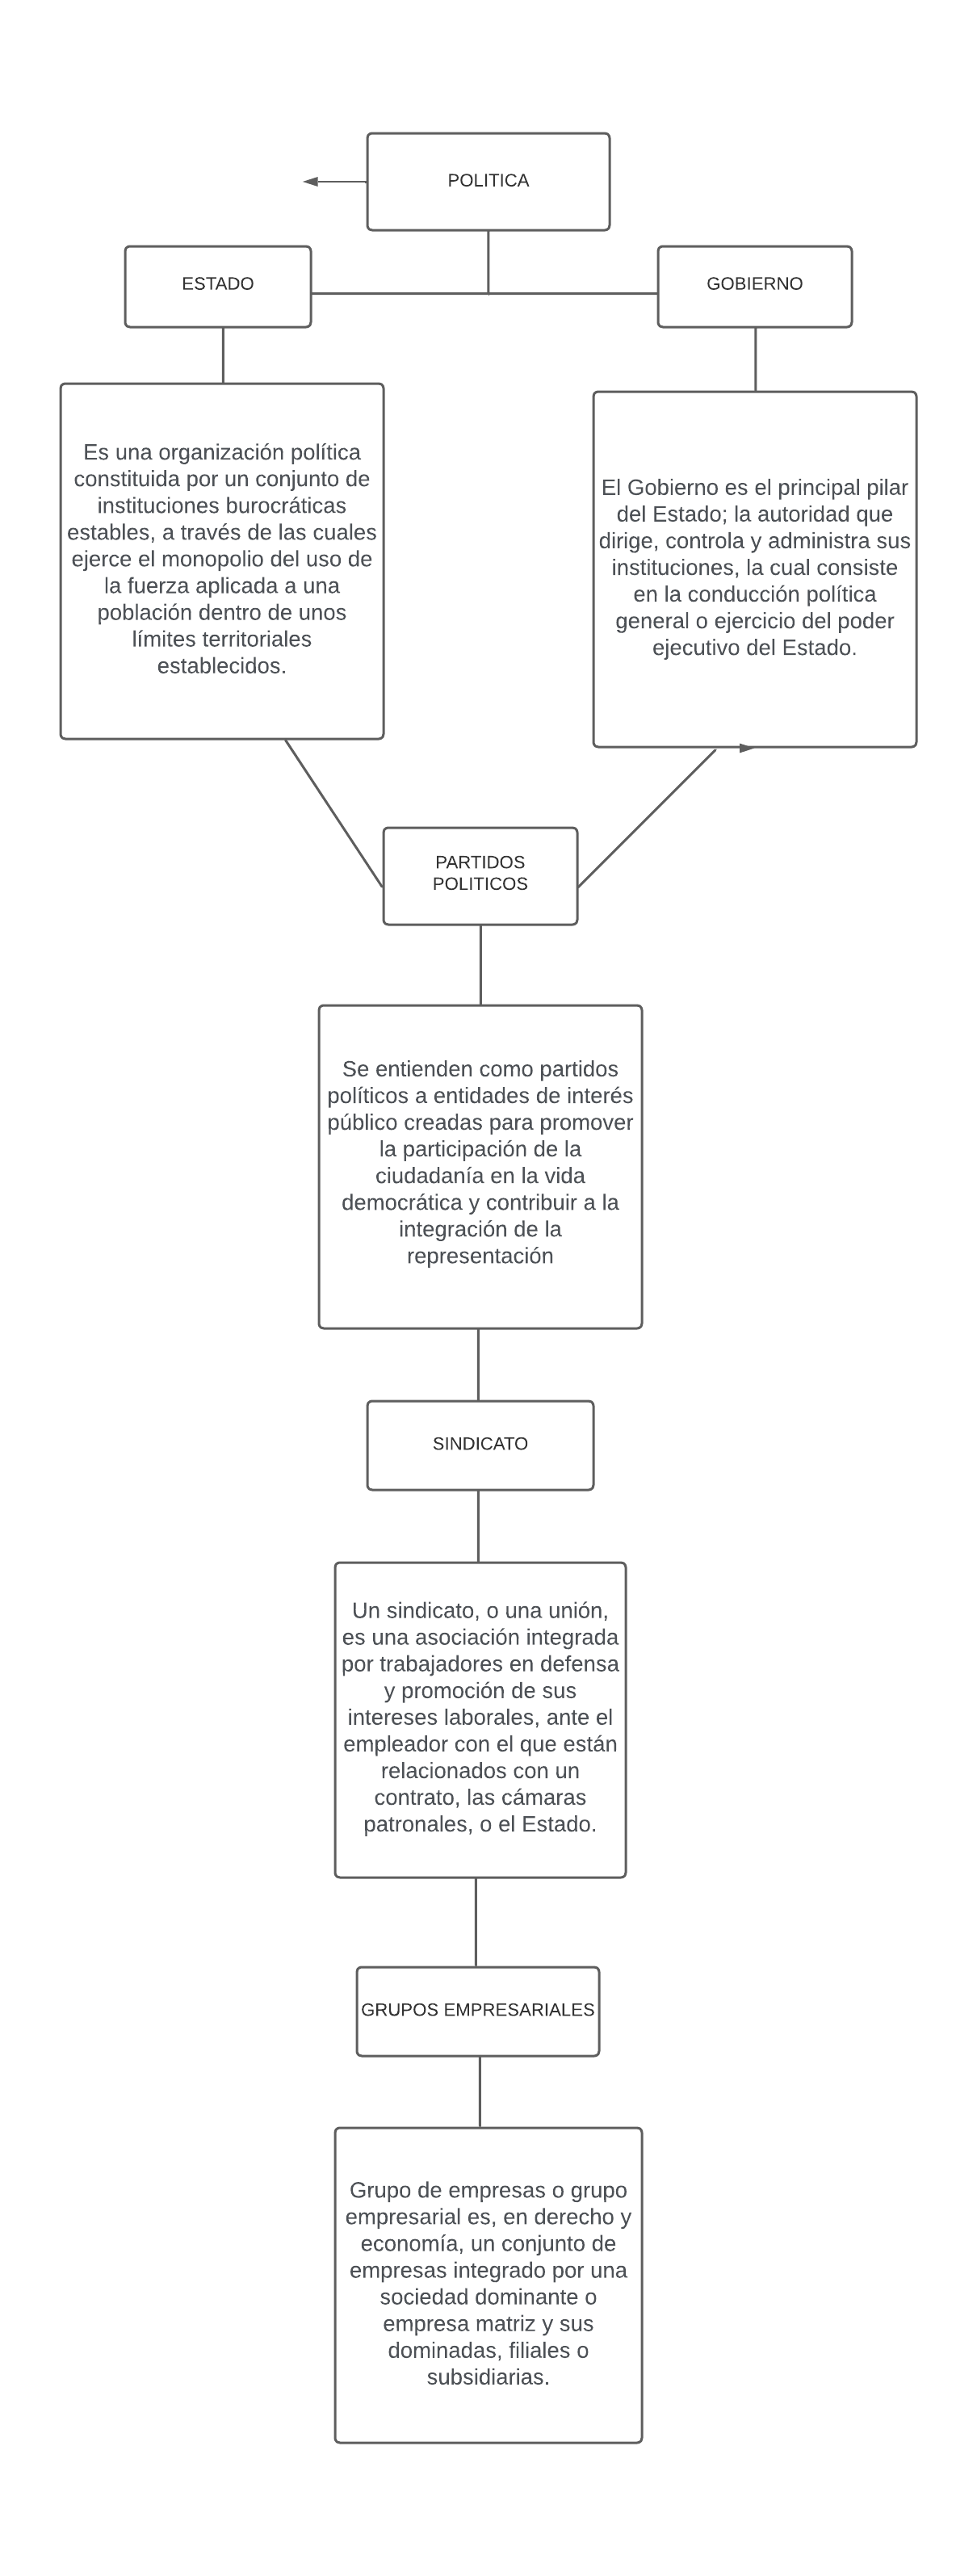 POLITICA
ESTADO
GOBIERNO
Es una organización política
constituida por un conjunto de
instituciones burocráticas
estables, a través de las cuales
ejerce el monopolio del uso de
la fuerza aplicada a una
población dentro de unos
límites territoriales
establecidos.
El Gobierno es el principal pilar
del Estado; la autoridad que
dirige, controla y administra sus
instituciones, la cual consiste
en la conducción política
general o ejercicio del poder
ejecutivo del Estado.
PARTIDOS
POLITICOS
Se entienden como partidos
políticos a entidades de interés
público creadas para promover
la participación de la
ciudadanía en la vida
democrática y contribuir a la
integración de la
representación
SINDICATO
Un sindicato, o una unión,
es una asociación integrada
por trabajadores en defensa
y promoción de sus
intereses laborales, ante el
empleador con el que están
relacionados con un
contrato, las cámaras
patronales, o el Estado.
GRUPOS EMPRESARIALES
Grupo de empresas o grupo
empresarial es, en derecho y
economía, un conjunto de
empresas integrado por una
sociedad dominante o
empresa matriz y sus
dominadas, filiales o
subsidiarias.